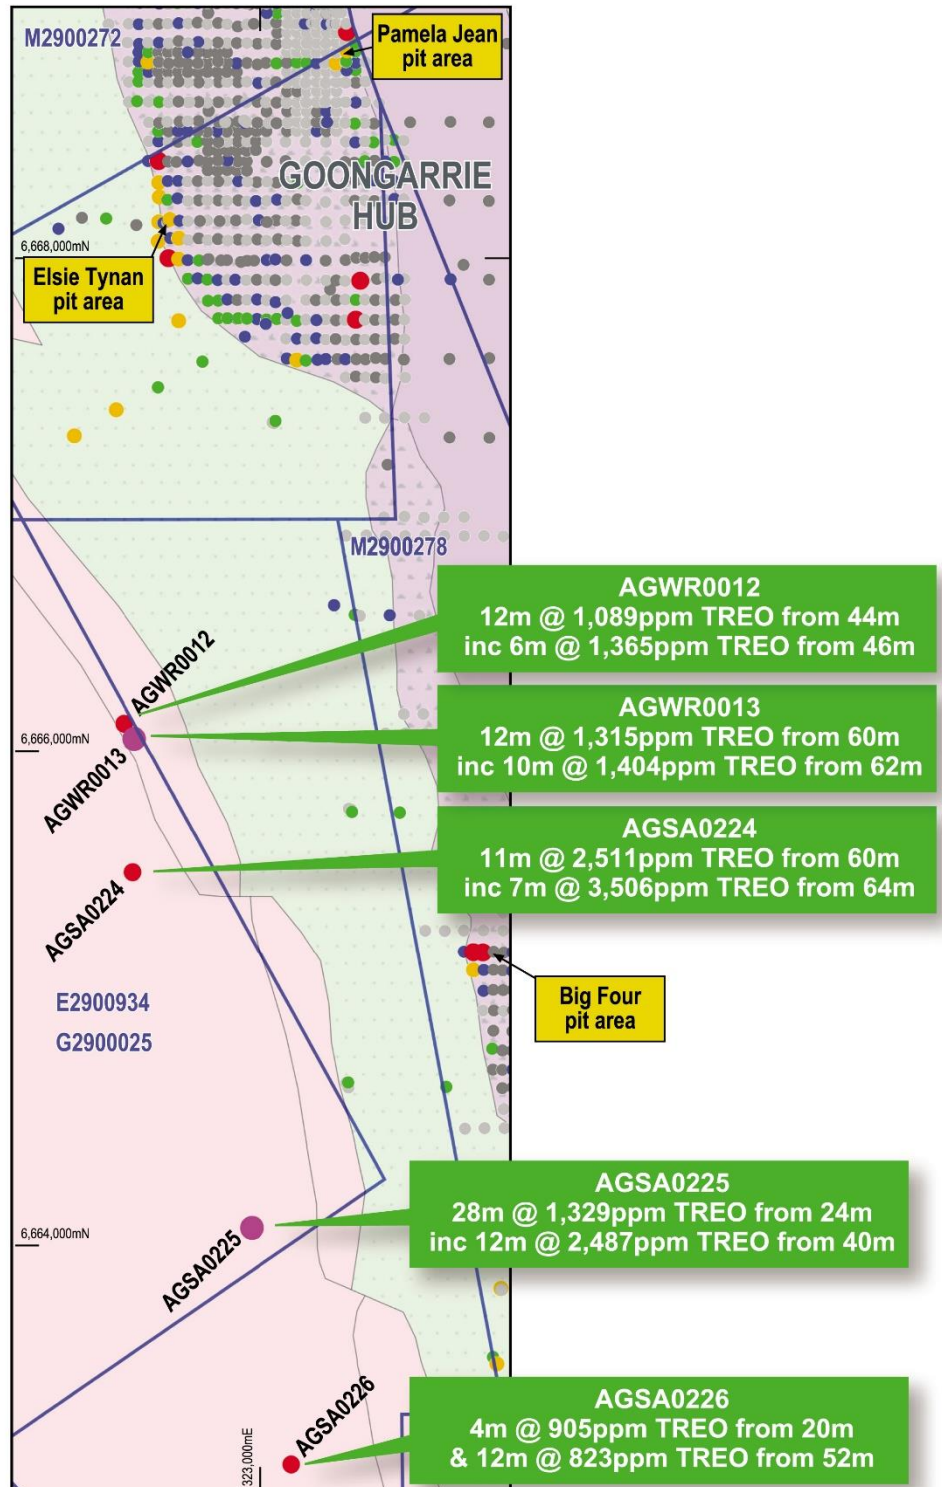 M2900272
Pamela Jean
pit area
GOONGARRIE
HUB
6,668,000mN
Elsie Tynan
pit area
M2900278
AGWR0012
12m @ 1,089ppm TREO from 44m
inc 6m @ 1,365ppm TREO from 46m
AGWR0012
AGWR0013
12m @ 1,315ppm TREO from 60m
inc 10m @ 1,404ppm TREO from 62m
6,666,000mN
AGWR0013
AGSA0224
11m @ 2,511ppm TREO from 60m
inc 7m @ 3,506ppm TREO from 64m
AGSA0224
Big Four
pit area
E2900934
G2900025
AGSA0225
28m @ 1,329ppm TREO from 24m
inc 12m @ 2,487ppm TREO from 40m
6,664,000mN
AGSA0225
AGSA0226
4m @ 905ppm TREO from 20m
& 12m @ 823ppm TREO from 52m
AGSA0226
323,000mE